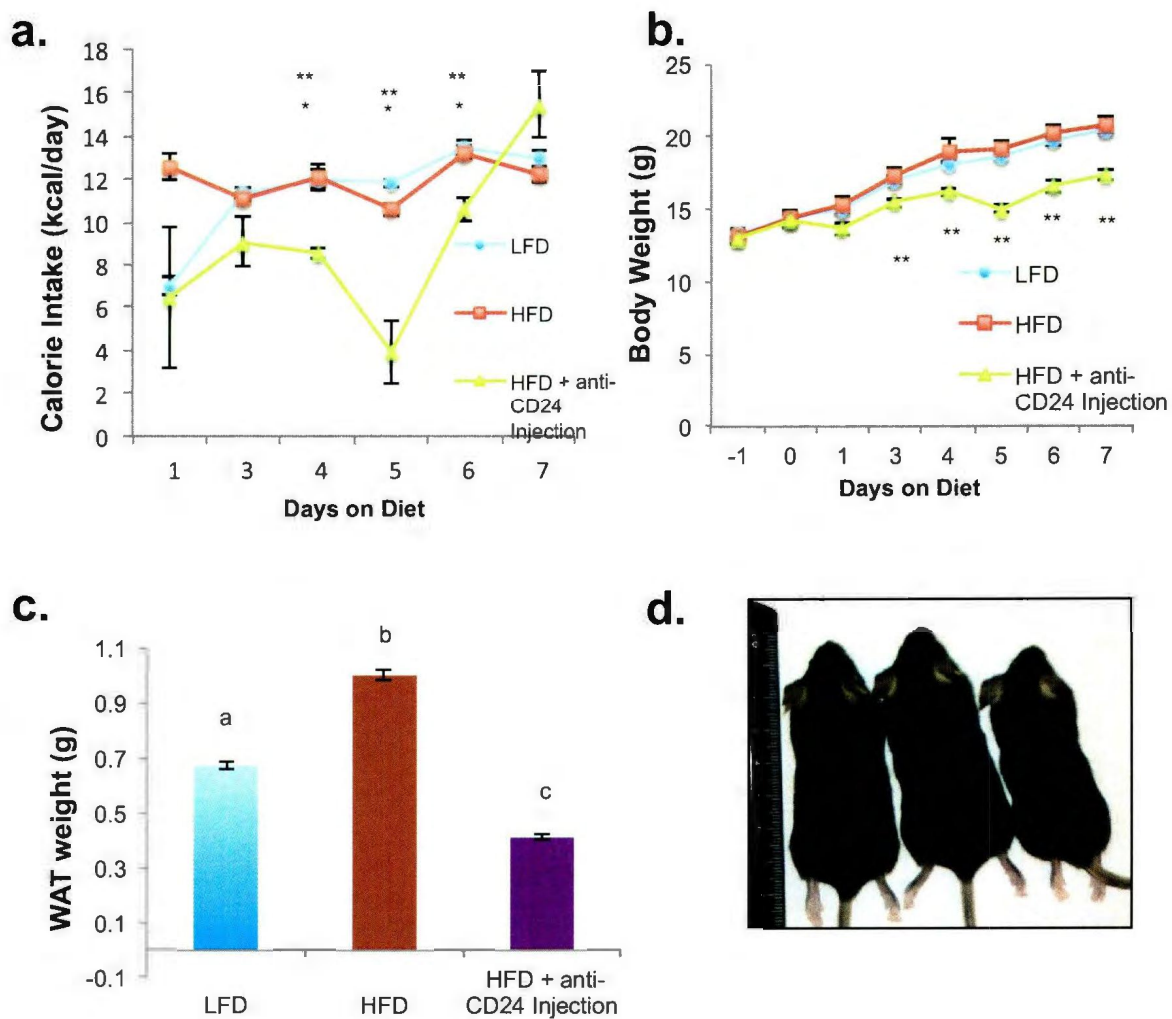 a.
18
16
14
12
10
8
6
4
2
0
Calorie Intake (kcal/day)
**
*
**
*
**
*
LFD
HFD
HFD + anti-
CD24
Injection
1 3 4 5 6 7
Days on Diet
b.
25
20
15
10
5
0
Body Weight (g)
**
**
**
**
**
LFD
HFD
HFD + anti-
CD24 Injection
-1 0 1 3 4 5 6 7
Days on Diet
c.
1.1
0.9
0.7
0.5
0.3
0.1
-0.1
WAT weight (g)
a
b
c
LFD
HFD
HFD + anti-
CD24 Injection
d.